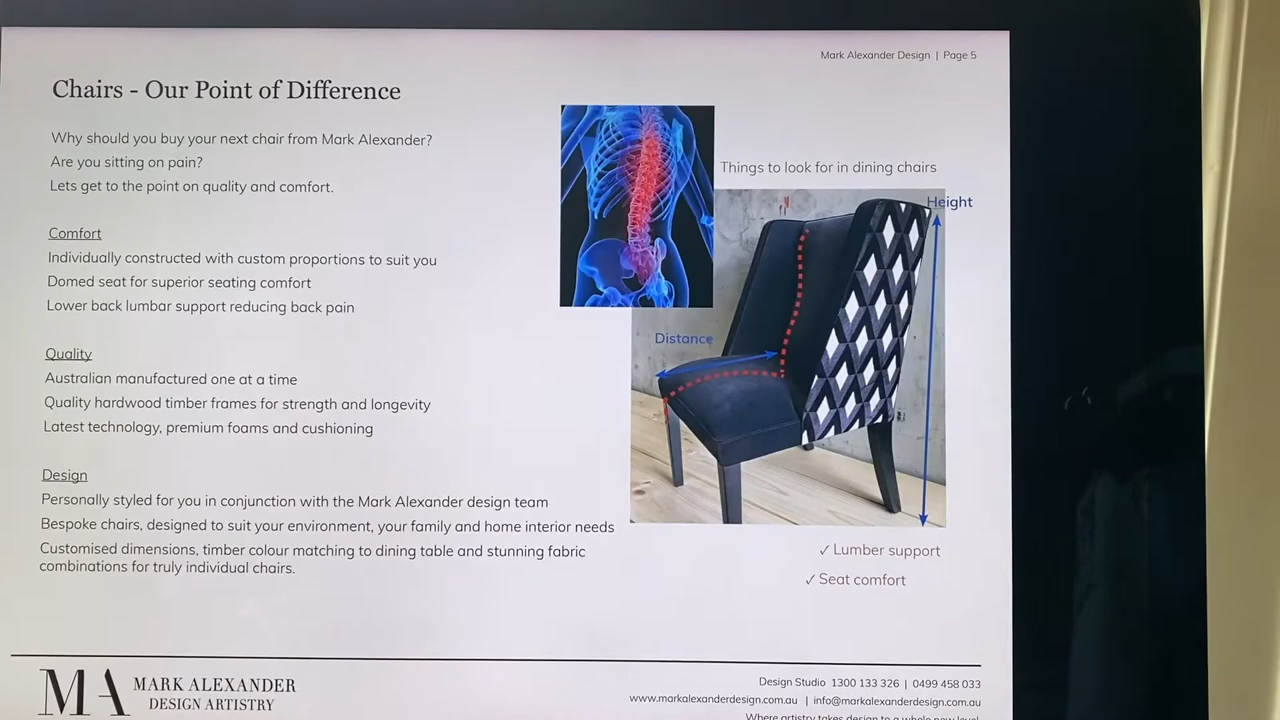 Mark Alexander Design | Page 5
Chairs - Our Point of Difference
Why should you buy your next chair from Mark Alexander?
Are you sitting on pain?
Lets get to the point on quality and comfort.
Comfort
Individually constructed with custom proportions to suit you
Domed seat for superior seating comfort
Lower back lumbar support reducing back pain
Quality
Australian manufactured one at a time
Quality hardwood timber frames for strength and longevity
Latest technology, premium foams and cushioning
Design
Personally styled for you in conjunction with the Mark Alexander design team
Bespoke chairs, designed to suit your environment, your family and home interior needs
Customised dimensions, timber colour matching to dining table and stunning fabric
combinations for truly individual chairs.
Things to look for in dining chairs
Height
Distance
✓ Lumber support
✓ Seat comfort
MA
MARK ALEXANDER
DESIGN ARTISTRY
Design Studio 1300 133 326 | 0499 458 033
www.markalexanderdesign.com.au | info@markalexanderdesign.com.au
Where artistry takes design to a whole new level